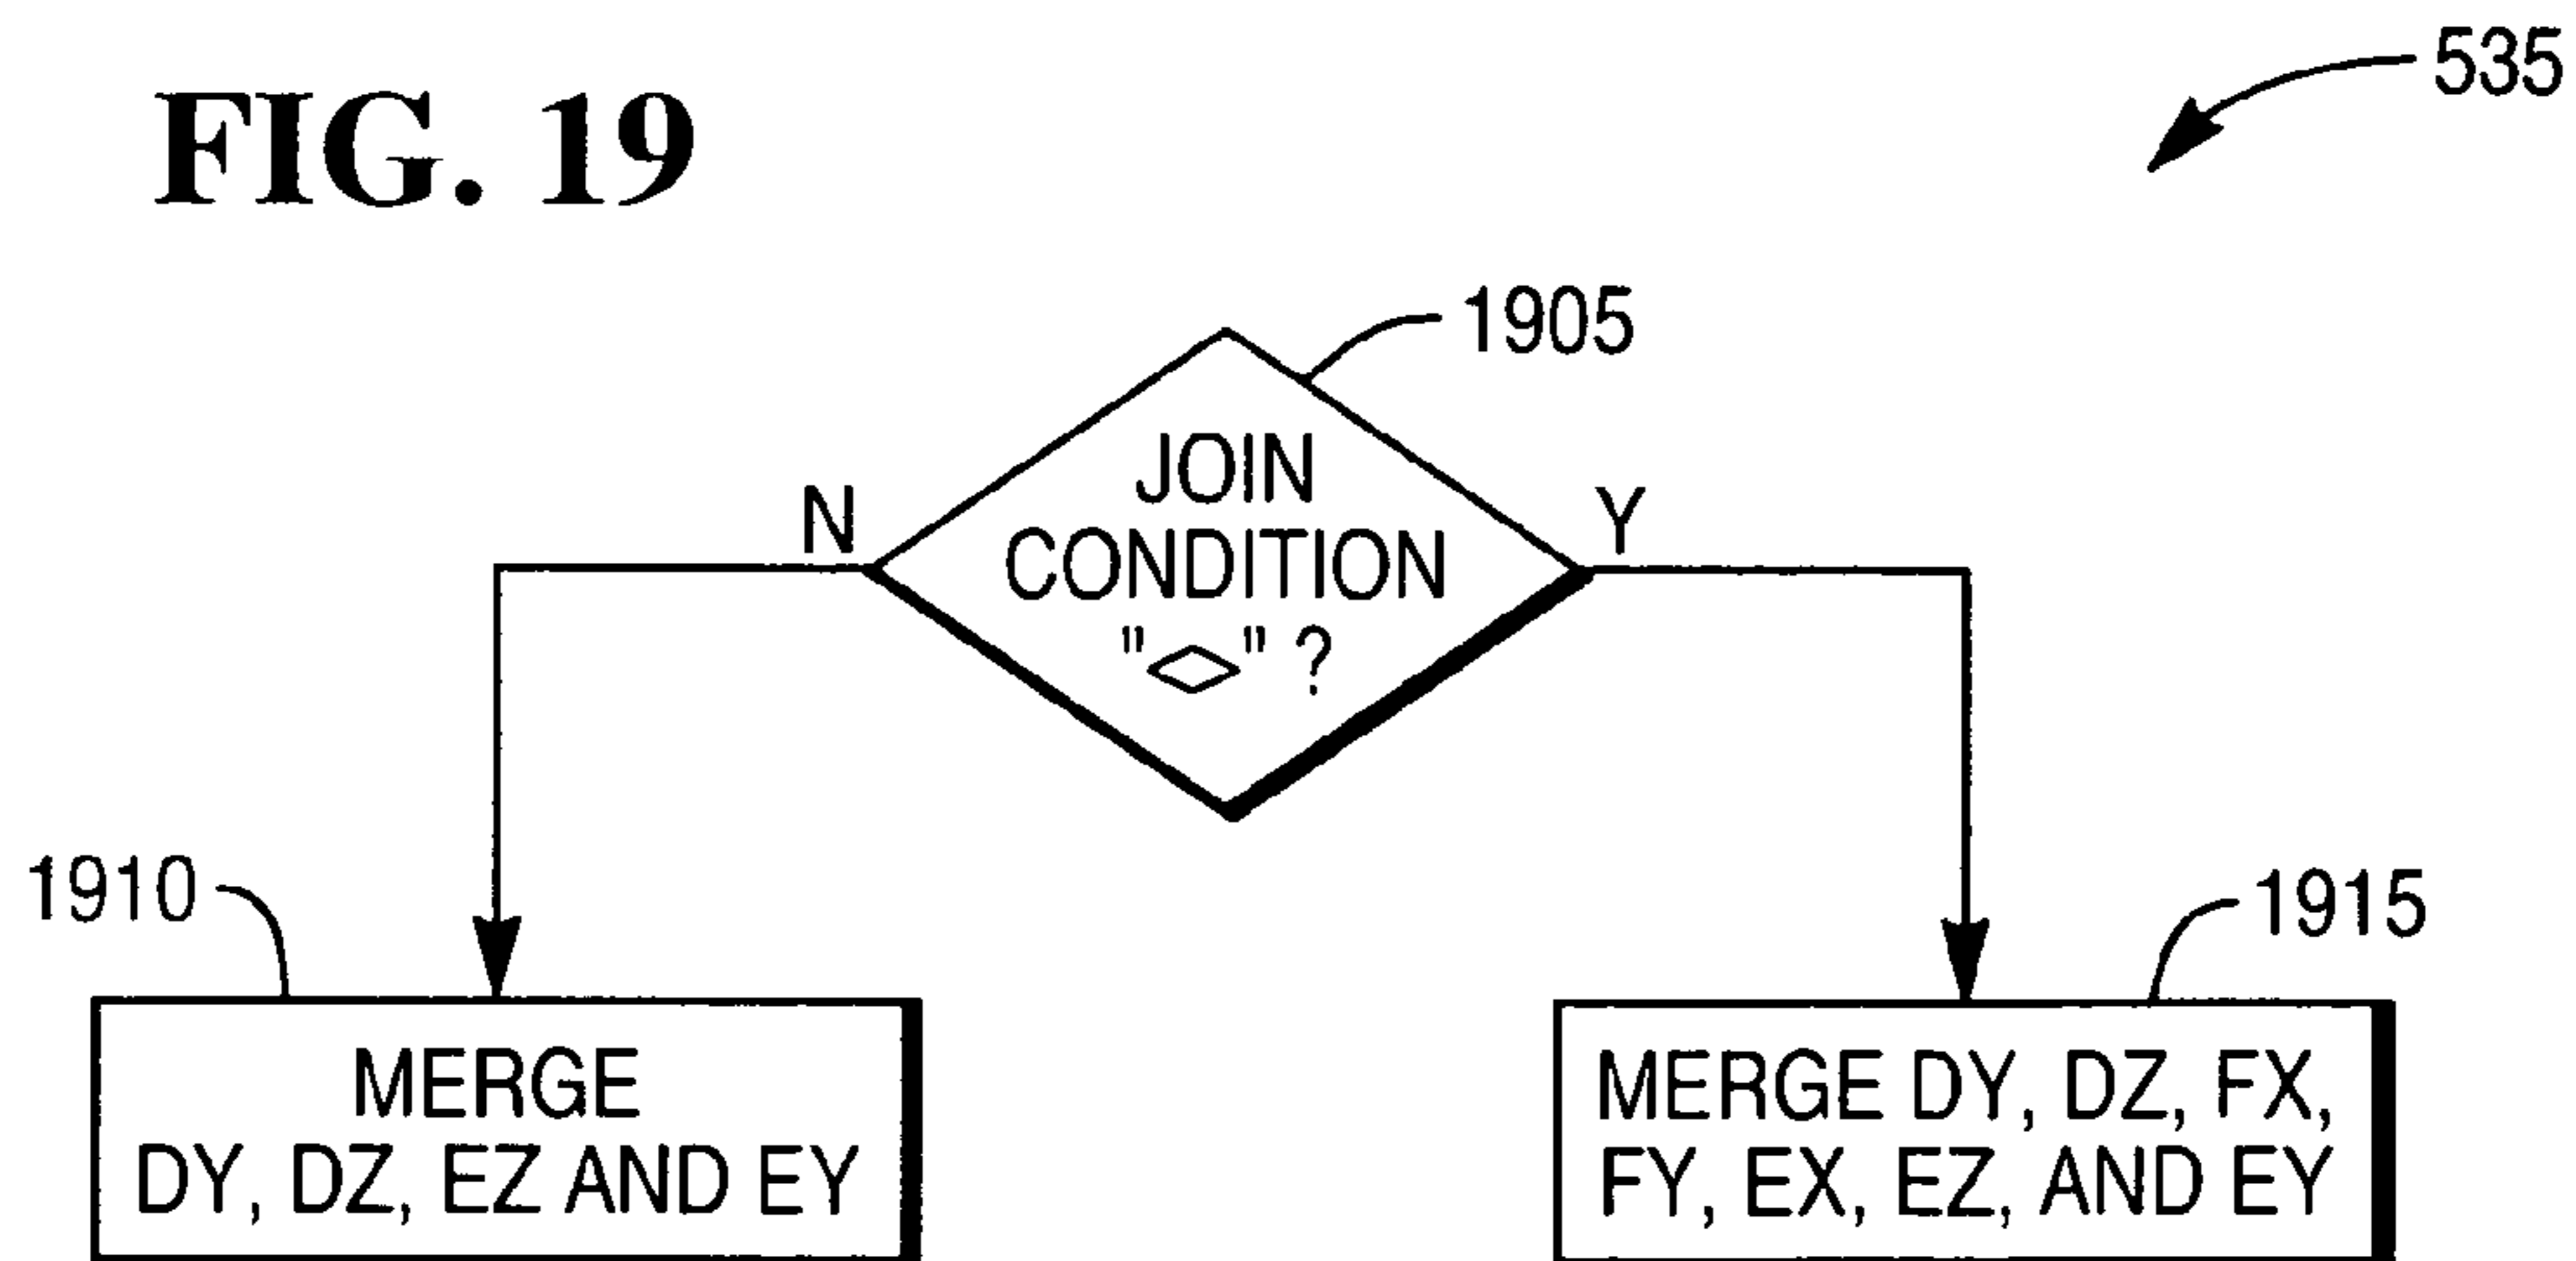 FIG. 19
535
1905
JOIN
CONDITION
"<>" ?
N
Y
1910
1915
MERGE
DY, DZ, EZ AND EY
MERGE DY, DZ, FX,
FY, EX, EZ, AND EY